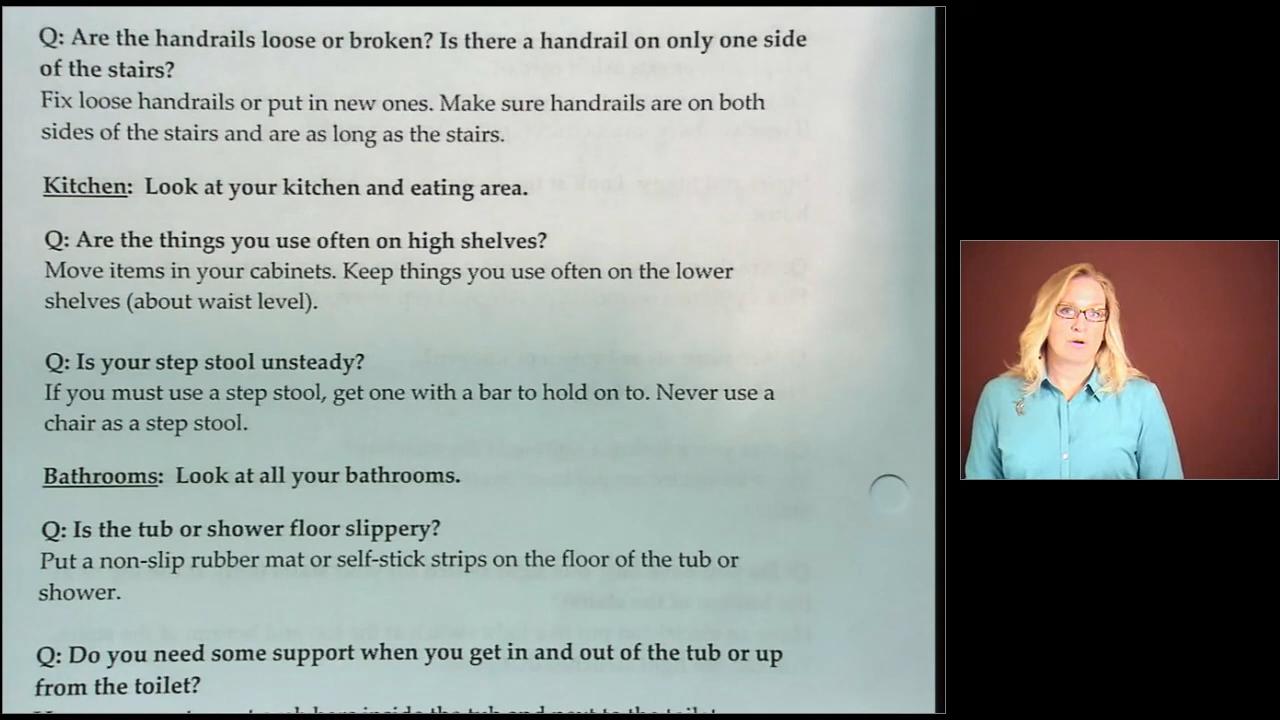 Q: Are the handrails loose or broken? Is there a handrail on only one side
of the stairs?
Fix loose handrails or put in new ones. Make sure handrails are on both
sides of the stairs and are as long as the stairs.
Kitchen: Look at your kitchen and eating area.
Q: Are the things you use often on high shelves?
Move items in your cabinets. Keep things you use often on the lower
shelves (about waist level).
Q: Is your step stool unsteady?
If you must use a step stool, get one with a bar to hold on to. Never use a
chair as a step stool.
Bathrooms: Look at all your bathrooms.
Q: Is the tub or shower floor slippery?
Put a non-slip rubber mat or self-stick strips on the floor of the tub or
shower.
Q: Do you need some support when you get in and out of the tub or up
from the toilet?